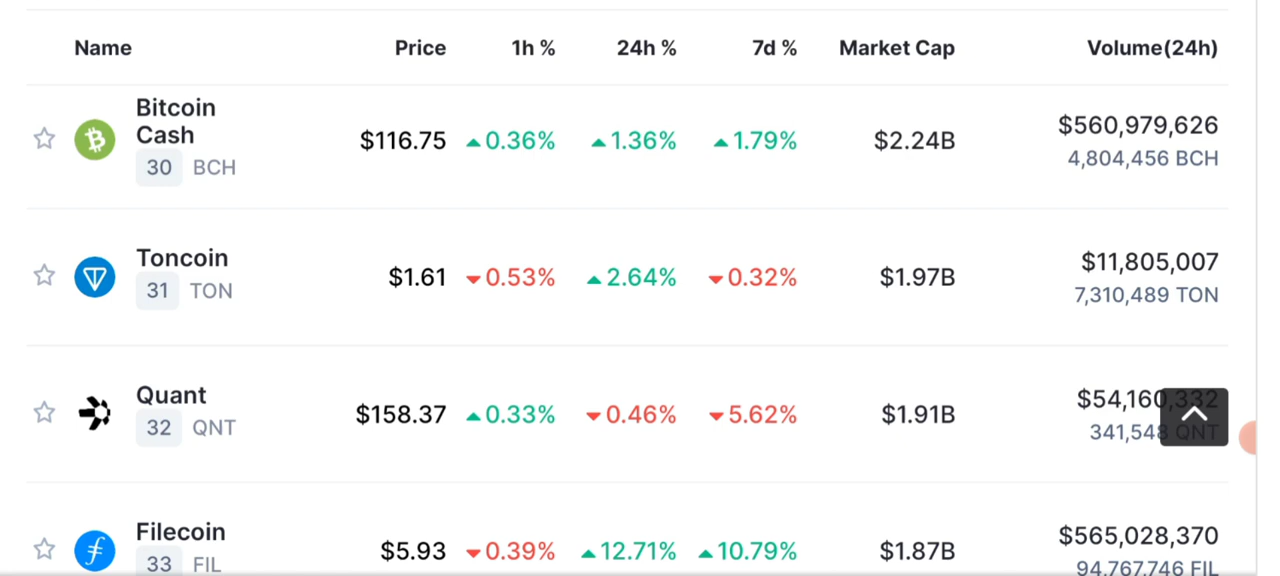 Name Price 1h % 24h % 7d % Market Cap Volume(24h)
Bitcoin
Cash
30 BCH
$116.75 0.36% 1.36% 1.79% $2.24B
$560,979,626
4,804,456 BCH
Toncoin
31 TON
$1.61 0.53% 2.64% 0.32% $1.97B
$11,805,007
7,310,489 TON
Quant
32 QNT
$158.37 0.33% 0.46% 5.62% $1.91B
$54,160,332
341,548 QNT
Filecoin
33 FIL
$5.93 0.39% 12.71% 10.79% $1.87B
$565,028,370
94,767,746 FIL